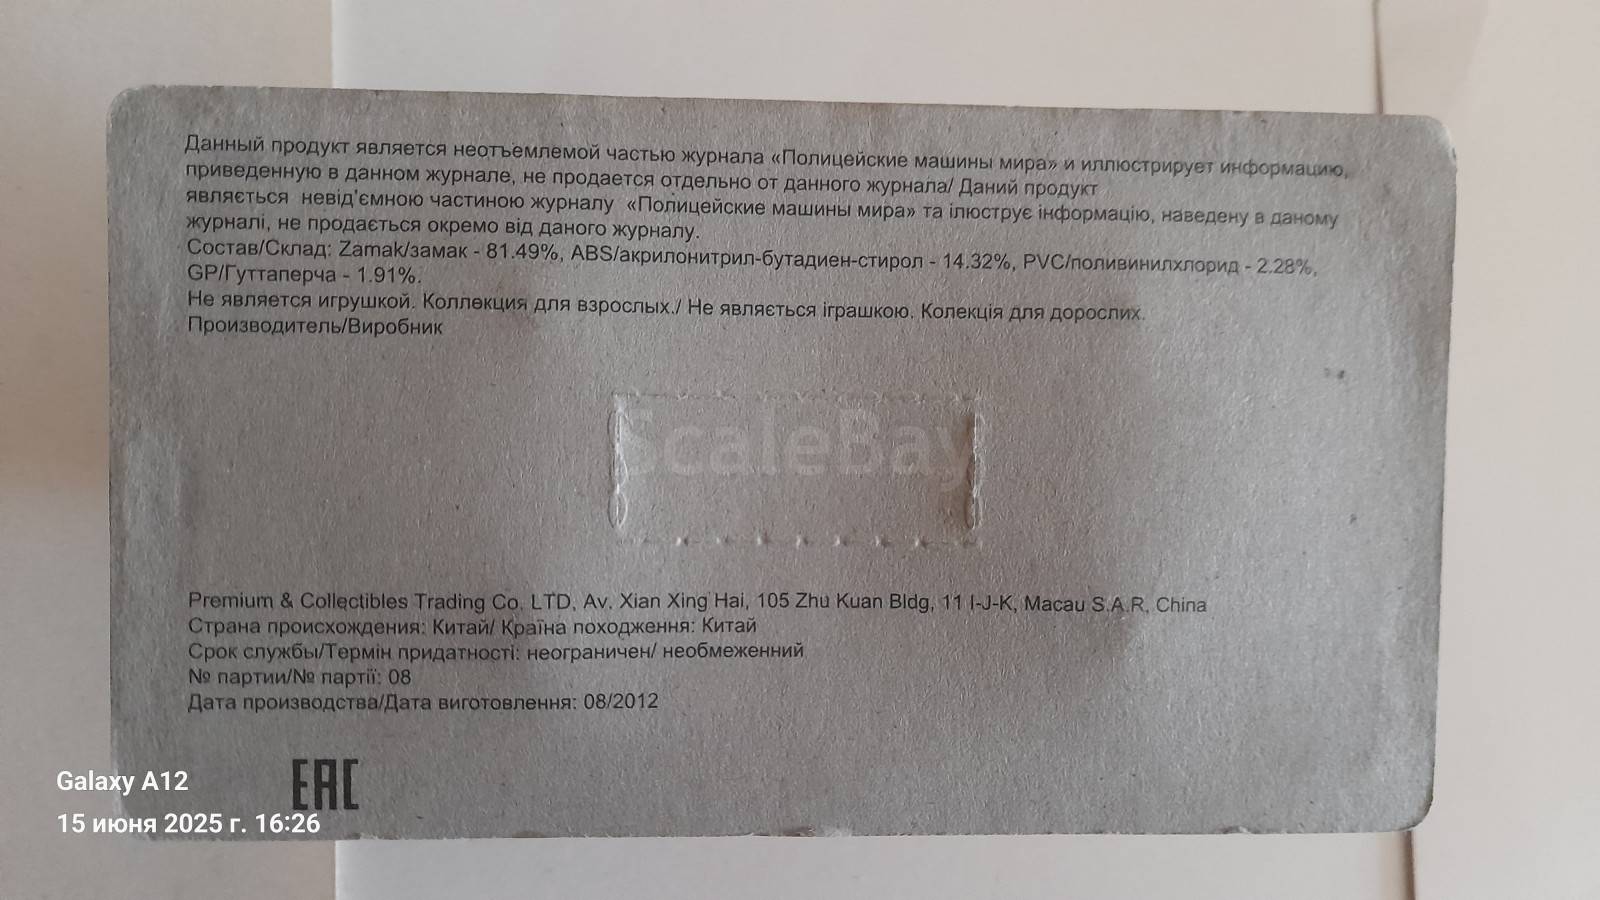 Данный продукт является неотъемлемой частью журнала «Полицейские машины мира» и иллюстрирует информацию,
приведенную в данном журнале, не продается отдельно от данного журнала/ Даний продукт
являється невід'ємною частиною журналу «Полицейские машины мира» та ілюструє інформацію, наведену в даному
журналі, не продається окремо від даного журналу.
Состав/Склад: Zamak/замак - 81.49%, ABS/акрилонитрил-бутадиен-стирол - 14.32%, PVC/поливинилхлорид - 2.28%,
GP/Гуттаперча - 1.91%.
Не является игрушкой. Коллекция для взрослых./ Не являється іграшкою. Колекція для дорослих.
Производитель/Виробник
ScaleBay
Premium & Collectibles Trading Co. LTD, Av. Xian Xing Hai, 105 Zhu Kuan Bldg, 11 I-J-K, Macau S.A.R, China
Страна происхождения: Китай/ Країна походження: Китай
Срок службы/Термін придатності: неограничен/ необмеженний
№ партии/№ партії: 08
Дата производства/Дата виготовлення: 08/2012
EAC
Galaxy A12
15 июня 2025 г. 16:26